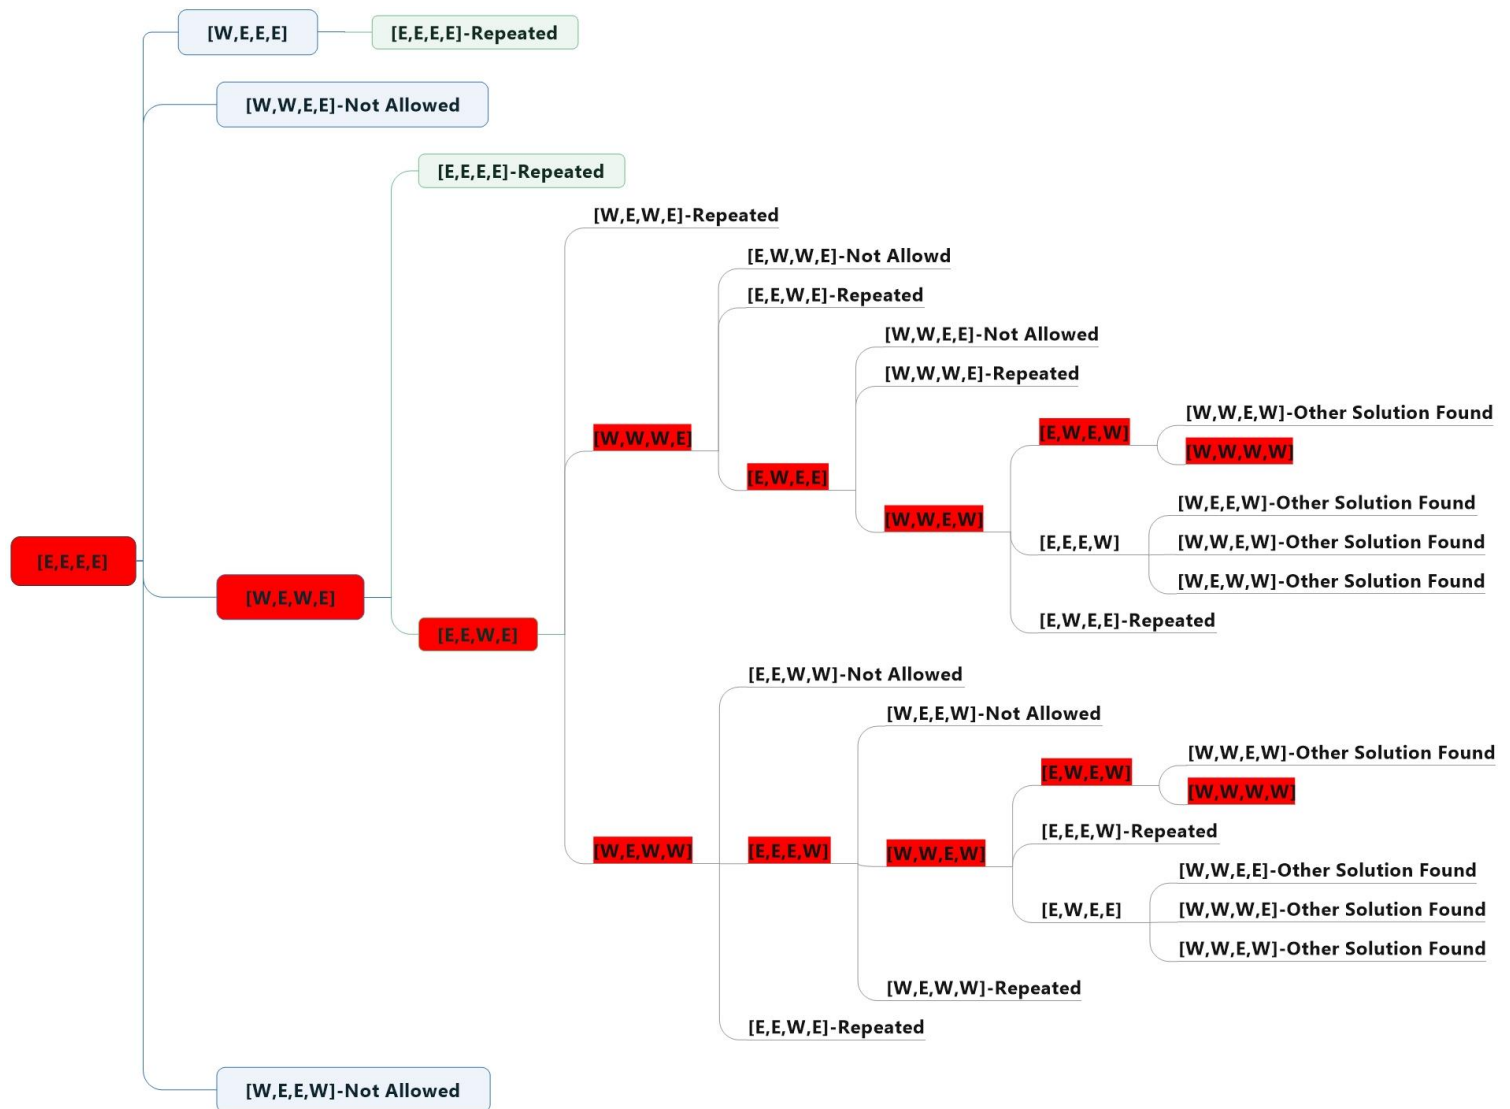 [W,E,E,E]
[E,E,E,E]-Repeated
[W,W,E,E]-Not Allowed
[E,E,E,E]-Repeated
[W,E,W,E]-Repeated
[E,W,W,E]-Not Allowd
[E,E,W,E]-Repeated
[W,W,E,E]-Not Allowed
[W,W,W,E]-Repeated
[W,W,E,W]-Other Solution Found
[E,W,E,W]
[W,W,W,E]
[W,W,W,W]
[E,W,E,E]
[W,E,E,W]-Other Solution Found
[W,W,E,W]
[E,E,E,W]
[W,W,E,W]-Other Solution Found
[E,E,E,E]
[W,E,W,W]-Other Solution Found
[W,E,W,E]
[E,W,E,E]-Repeated
[E,E,W,E]
[E,E,W,W]-Not Allowed
[W,E,E,W]-Not Allowed
[W,W,E,W]-Other Solution Found
[E,W,E,W]
[W,W,W,W]
[E,E,E,W]-Repeated
[W,E,W,W]
[E,E,E,W]
[W,W,E,W]
[W,W,E,E]-Other Solution Found
[E,W,E,E]
[W,W,W,E]-Other Solution Found
[W,W,E,W]-Other Solution Found
[W,E,W,W]-Repeated
[E,E,W,E]-Repeated
[W,E,E,W]-Not Allowed